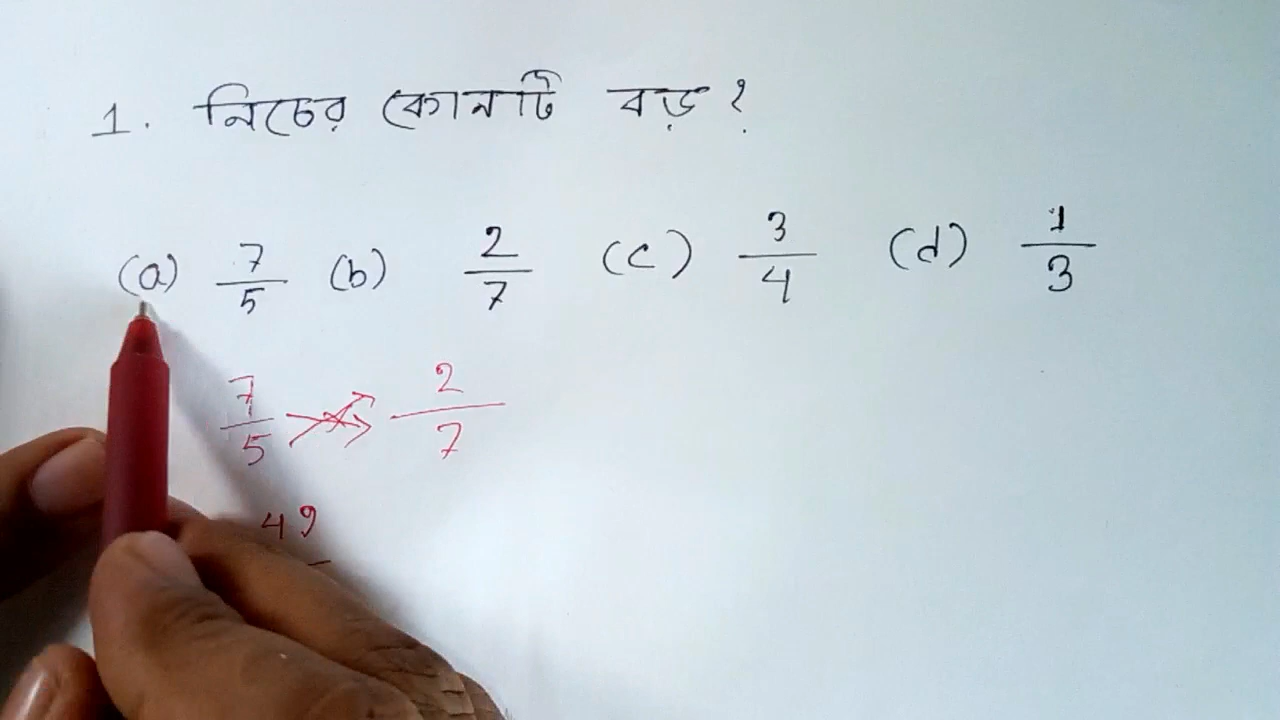 1. নিচের কোনটি বড় ?
(a) 7/5 (b) 2/7 (c) 3/4 (d) 1/3
7/5 2/7
49